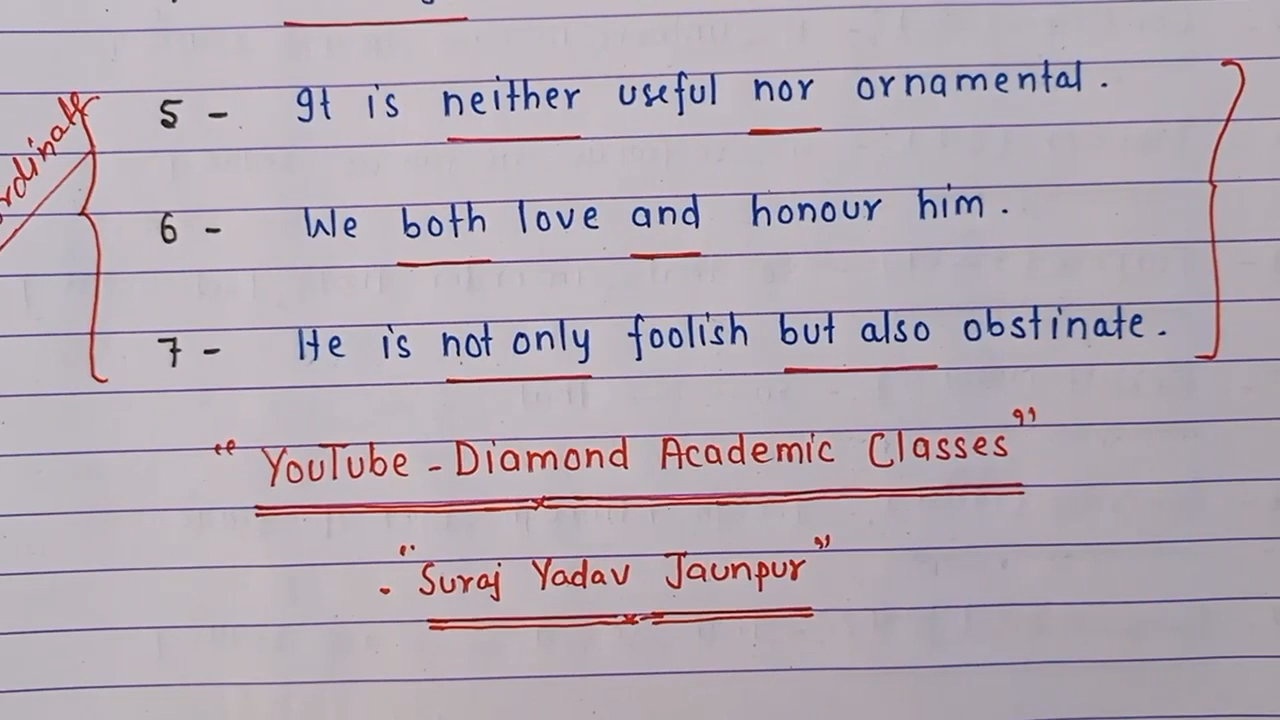 5 - It is neither useful nor ornamental.
6 - We both love and honour him.
7 - He is not only foolish but also obstinate.
"YouTube - Diamond Academic Classes"
"Suraj Yadav Jaunpur"